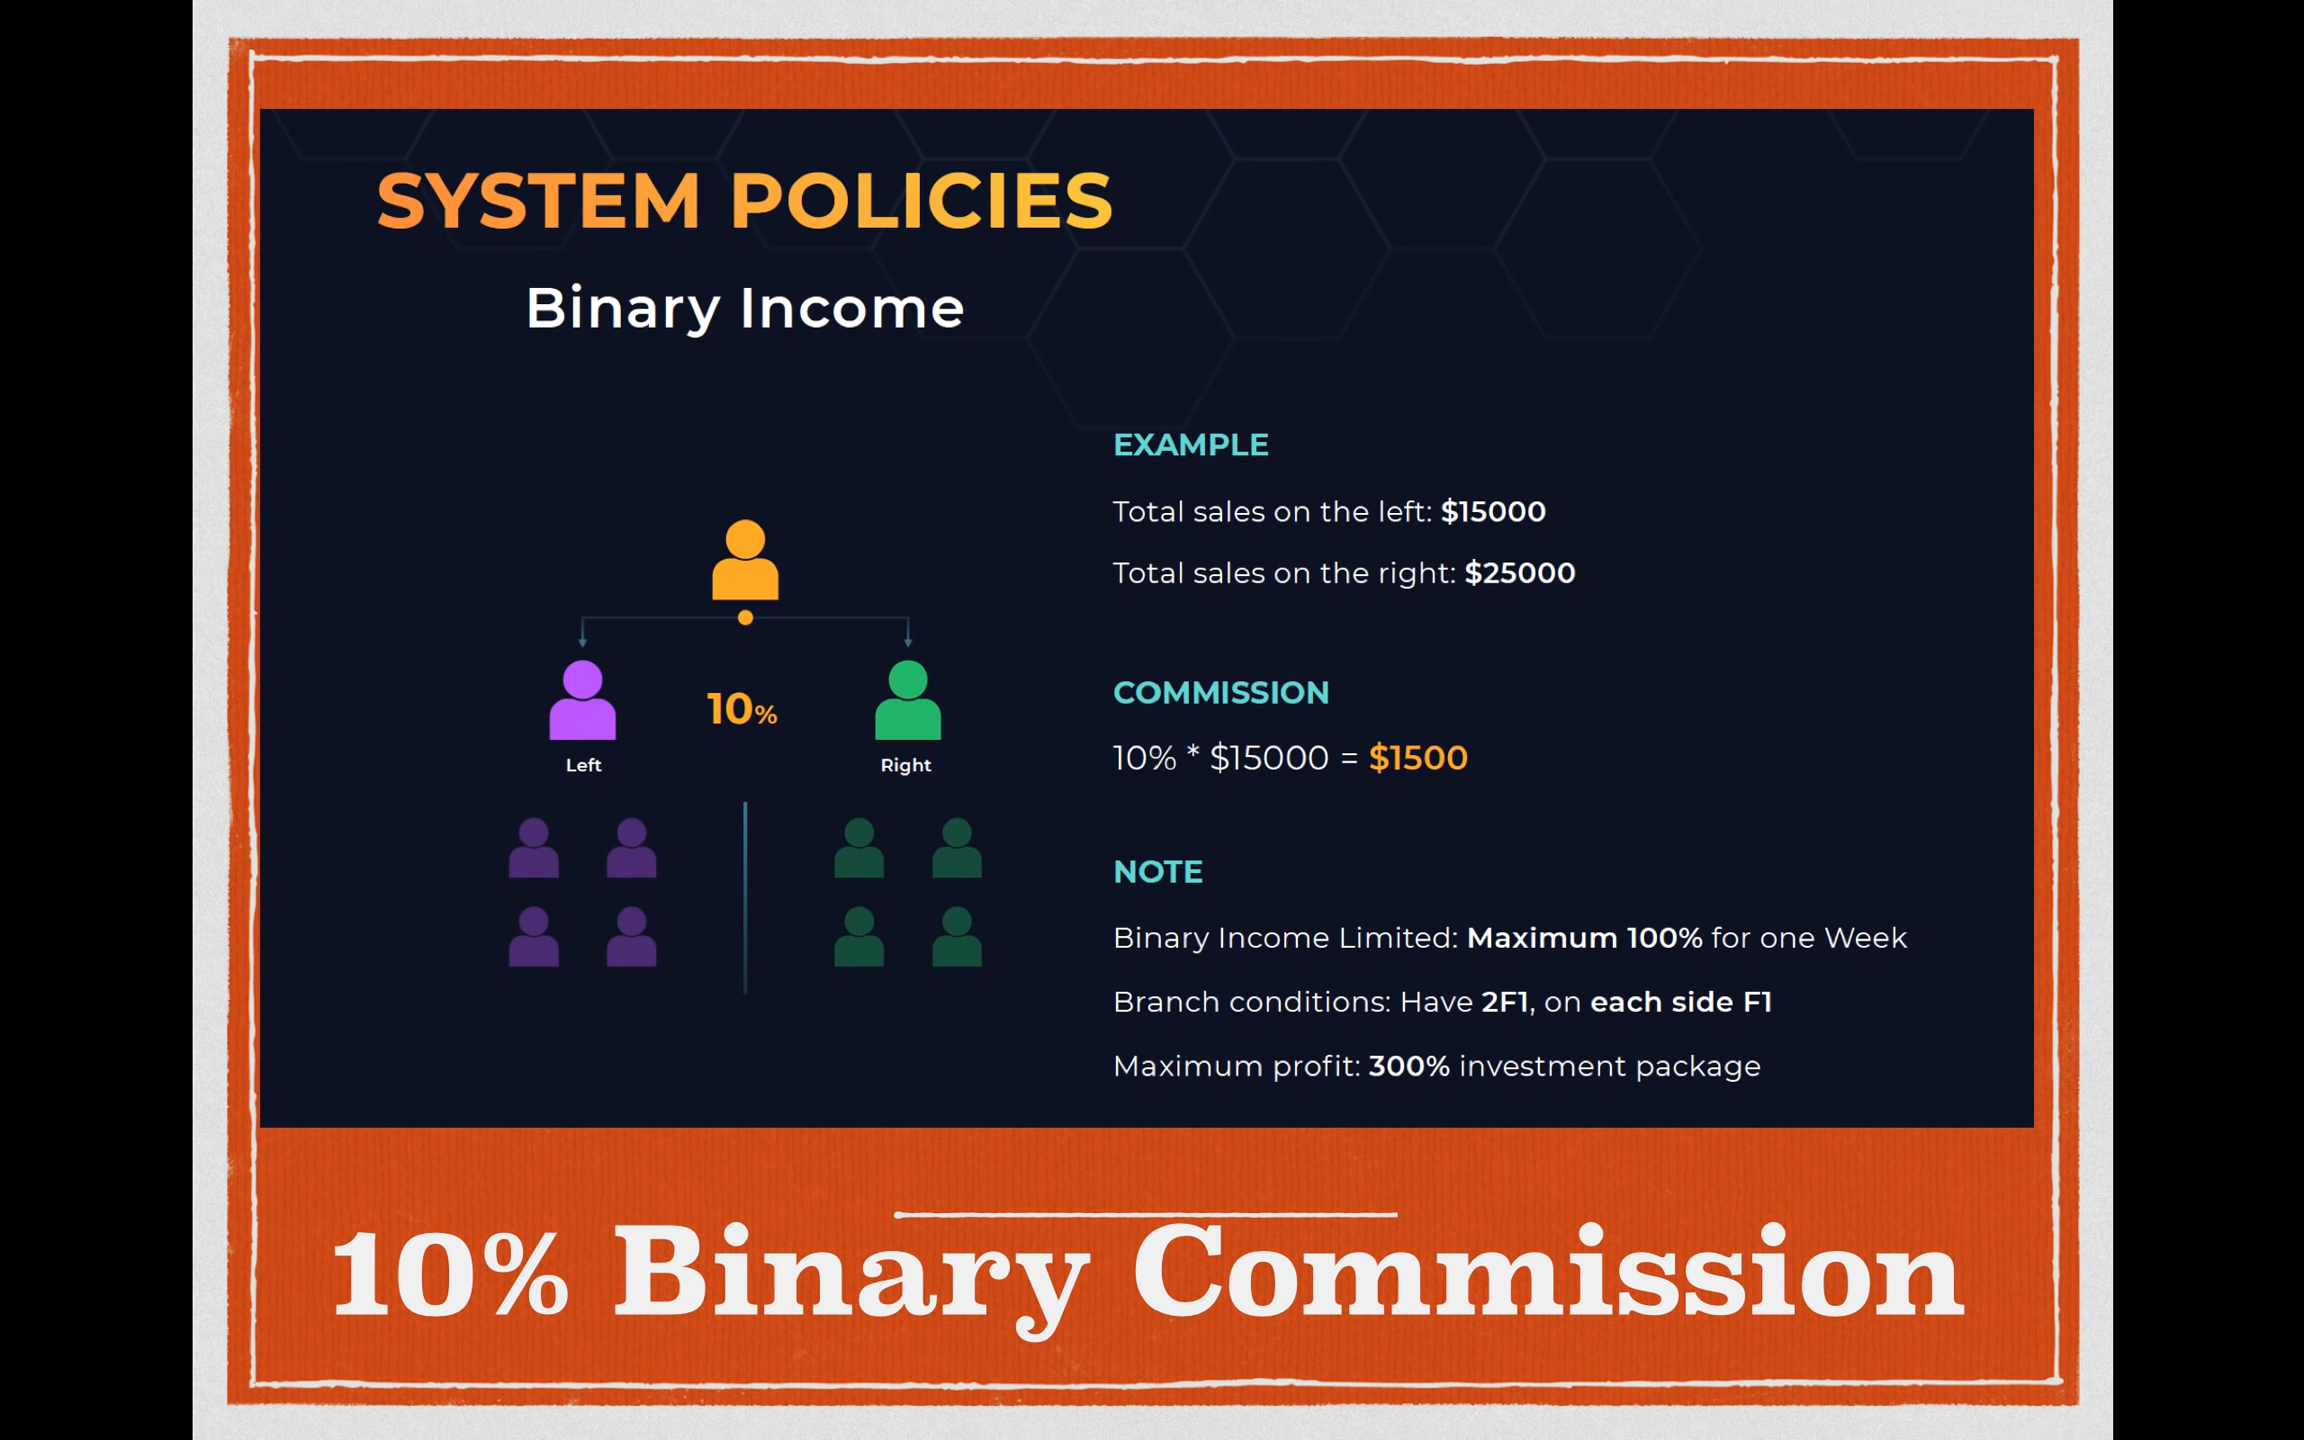 SYSTEM POLICIES
Binary Income
10%
Left
Right
EXAMPLE
Total sales on the left: $15000
Total sales on the right: $25000
COMMISSION
10% * $15000 = $1500
NOTE
Binary Income Limited: Maximum 100% for one Week
Branch conditions: Have 2F1, on each side F1
Maximum profit: 300% investment package
10% Binary Commission